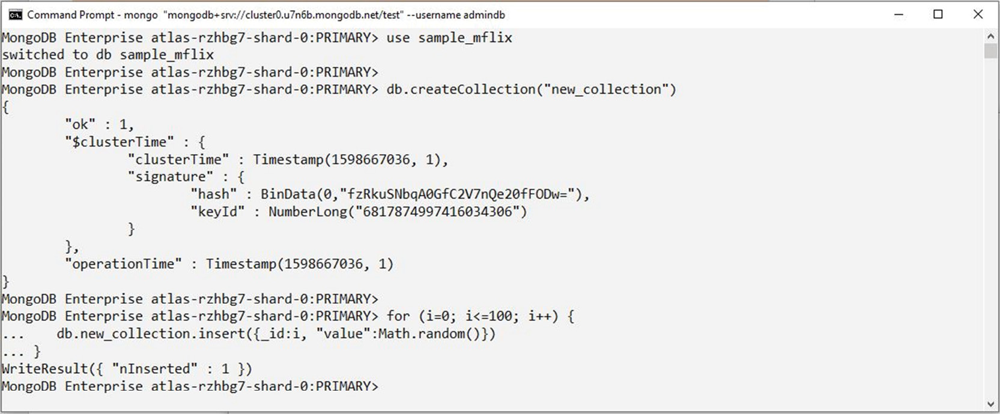 Command Prompt - mongo "mongodb+srv://cluster0.u7n6b.mongodb.net/test" --username admindb
MongoDB Enterprise atlas-rzhbg7-shard-0:PRIMARY> use sample_mflix
switched to db sample_mflix
MongoDB Enterprise atlas-rzhbg7-shard-0:PRIMARY>
MongoDB Enterprise atlas-rzhbg7-shard-0:PRIMARY> db.createCollection("new_collection")
{
        "ok" : 1,
        "$clusterTime" : {
                "clusterTime" : Timestamp(1598667036, 1),
                "signature" : {
                        "hash" : BinData(0,"fzRkuSNbqA0GfC2V7nQe20fFODw="),
                        "keyId" : NumberLong("6817874997416034306")
                }
        },
        "operationTime" : Timestamp(1598667036, 1)
}
MongoDB Enterprise atlas-rzhbg7-shard-0:PRIMARY>
MongoDB Enterprise atlas-rzhbg7-shard-0:PRIMARY> for (i=0; i<=100; i++) {
...    db.new_collection.insert({_id:i, "value":Math.random()})
... }
WriteResult({ "nInserted" : 1 })
MongoDB Enterprise atlas-rzhbg7-shard-0:PRIMARY>